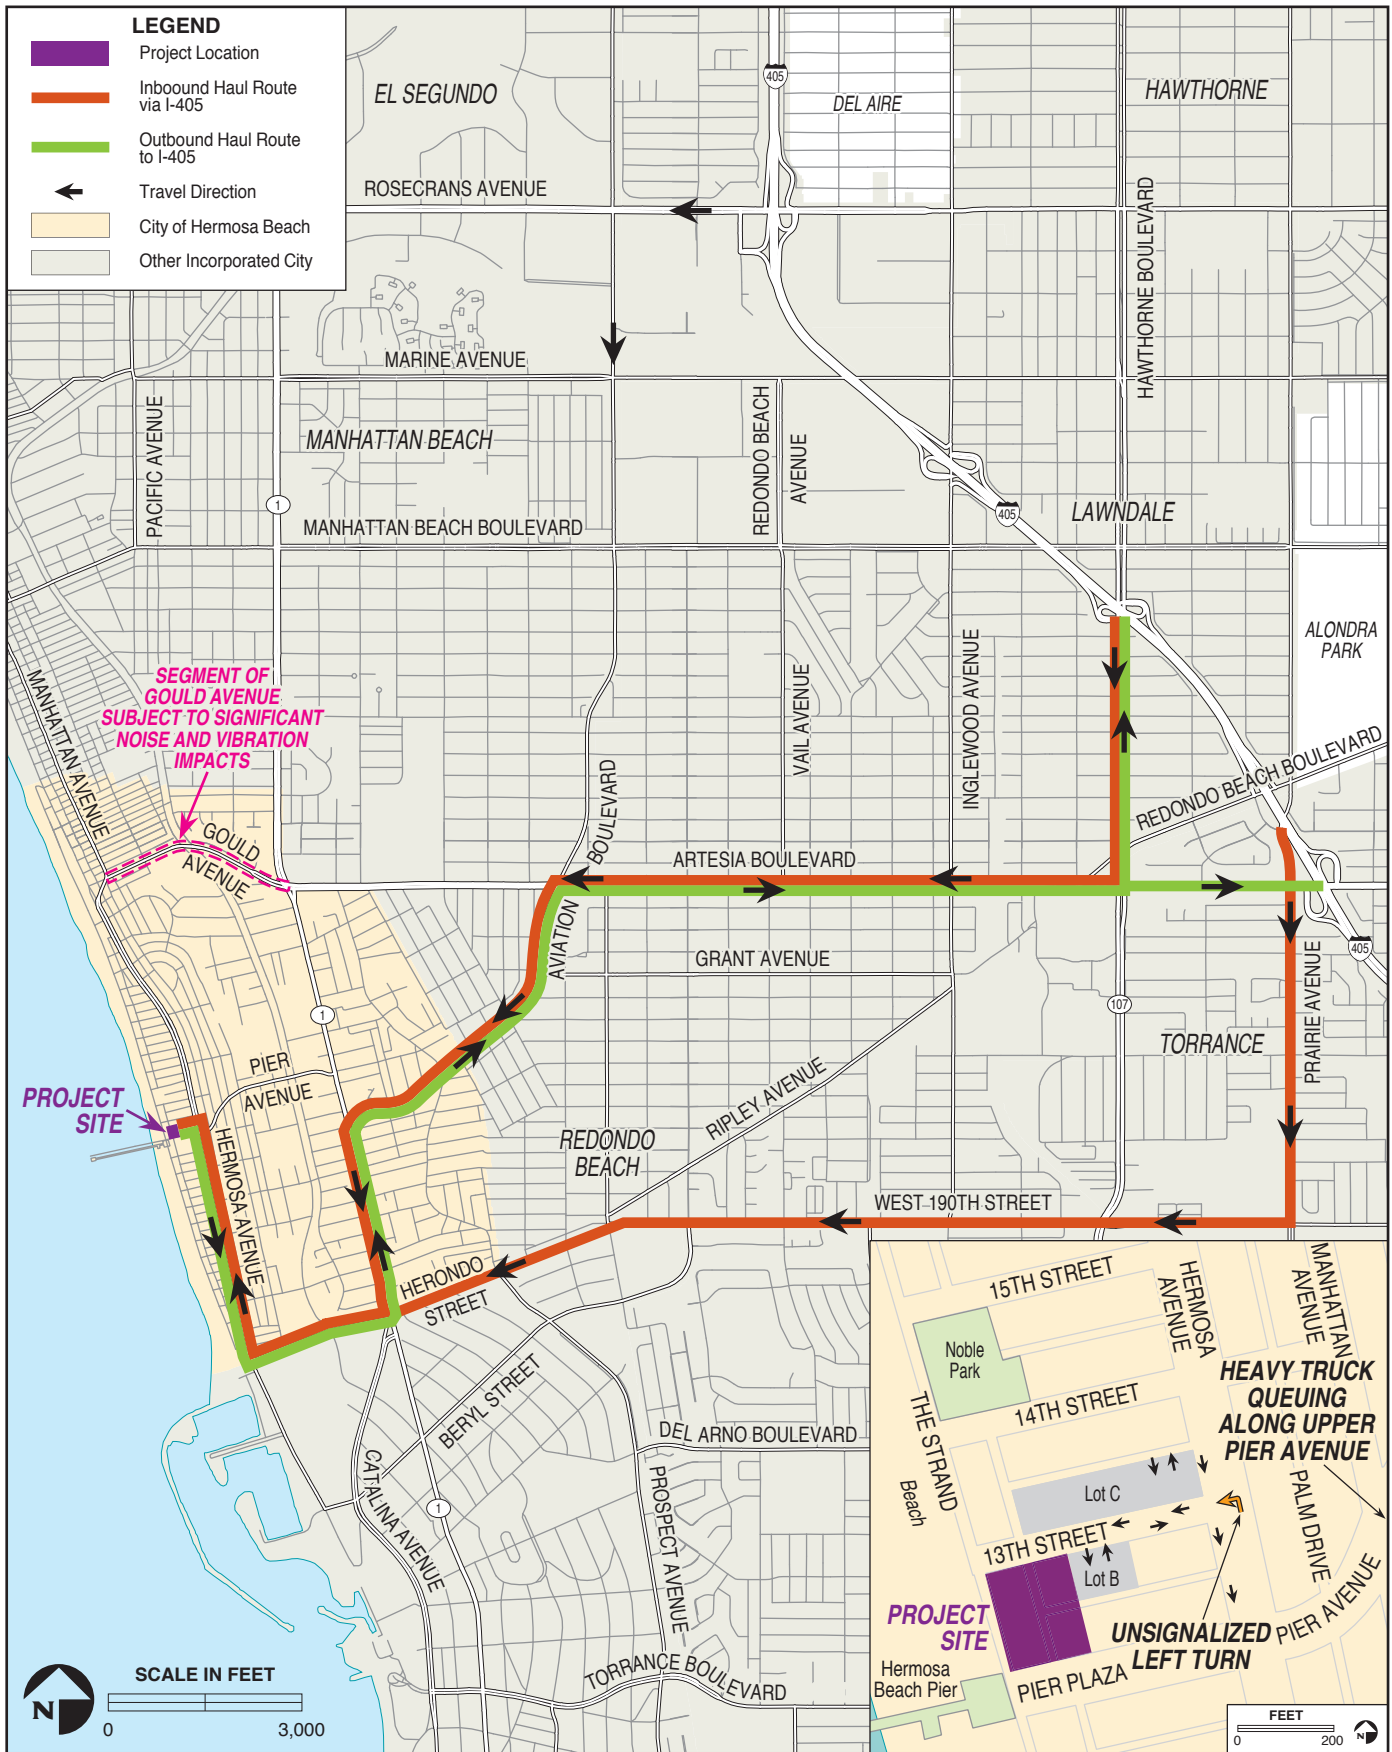 LEGEND
Project Location
Inboound Haul Route
via I-405
Outbound Haul Route
to I-405
Travel Direction
City of Hermosa Beach
Other Incorporated City
EL SEGUNDO
405
DEL AIRE
HAWTHORNE
ROSECRANS AVENUE
HAWTHORNE BOULEVARD
MARINE AVENUE
PACIFIC AVENUE
MANHATTAN BEACH
REDONDO BEACH
AVENUE
1
405
LAWNDALE
MANHATTAN BEACH BOULEVARD
ALONDRA
PARK
SEGMENT OF
GOULD AVENUE
SUBJECT TO SIGNIFICANT
NOISE AND VIBRATION
IMPACTS
MANHATTAN AVENUE
VAIL AVENUE
INGLEWOOD AVENUE
REDONDO BEACH BOULEVARD
GOULD
AVENUE
AVIATION
BOULEVARD
ARTESIA BOULEVARD
GRANT AVENUE
405
PRAIRIE AVENUE
107
1
TORRANCE
PIER
AVENUE
PROJECT
SITE
RIPLEY AVENUE
REDONDO
BEACH
HERMOSA AVENUE
WEST 190TH STREET
HERONDO
STREET
BERYL STREET
DEL ARNO BOULEVARD
CATALINA AVENUE
1
PROSPECT AVENUE
TORRANCE BOULEVARD
N
SCALE IN FEET
0
3,000
15TH STREET
HERMOSA
AVENUE
MANHATTAN
AVENUE
Noble
Park
HEAVY TRUCK
QUEUING
ALONG UPPER
PIER AVENUE
THE STRAND
14TH STREET
Beach
Lot C
PALM DRIVE
13TH STREET
Lot B
PROJECT
SITE
UNSIGNALIZED
LEFT TURN
PIER AVENUE
Hermosa
Beach Pier
PIER PLAZA
FEET
0
200
N